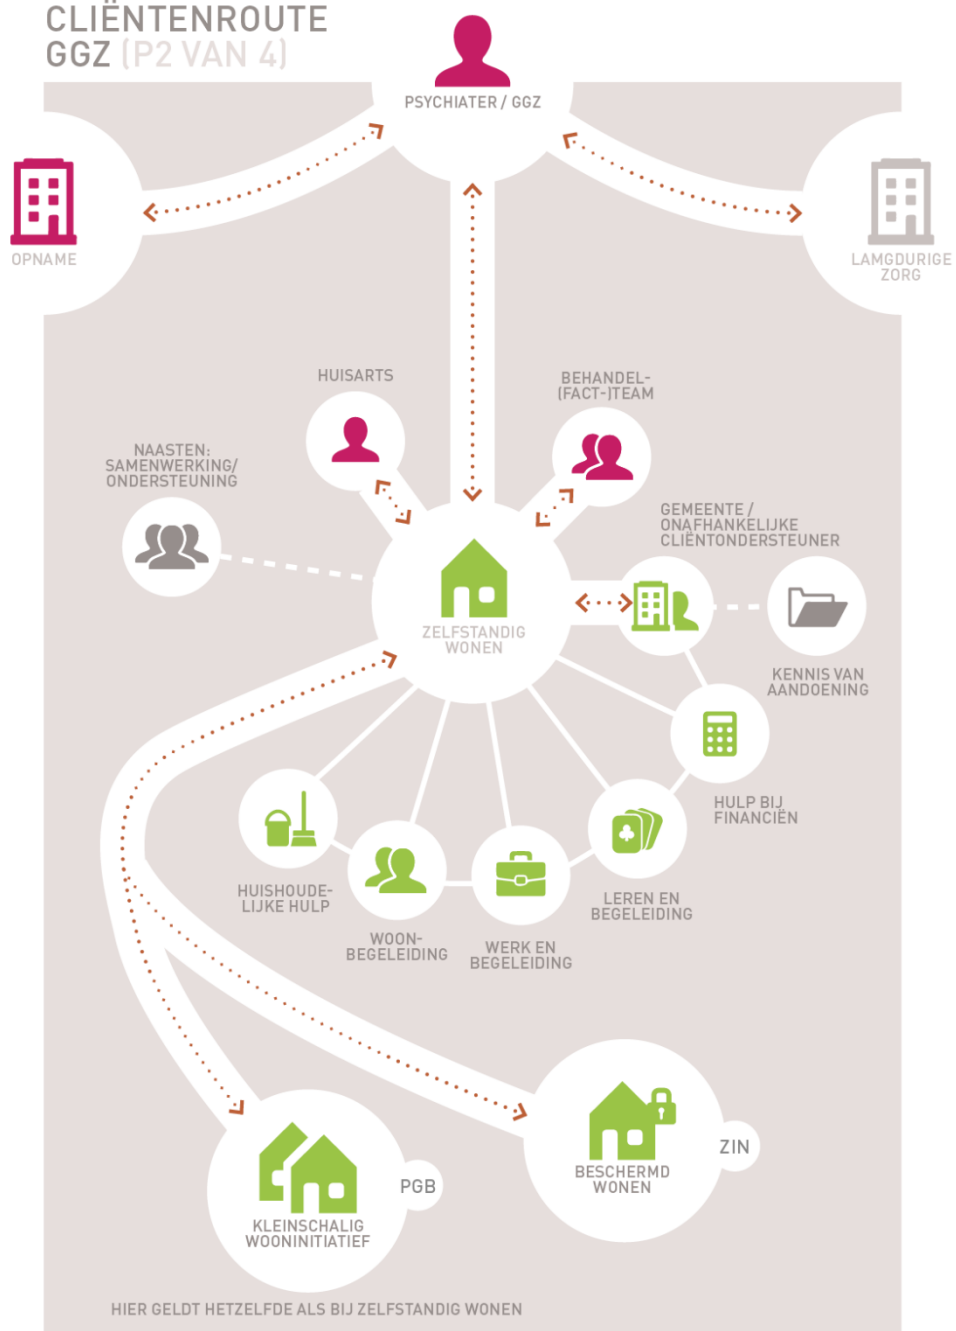 CLIËNTENROUTE
GGZ (P2 VAN 4)
PSYCHIATER / GGZ
OPNAME
LAMGDURIGE
ZORG
HUISARTS
BEHANDEL-
(FACT-)TEAM
NAASTEN:
SAMENWERKING/
ONDERSTEUNING
GEMEENTE /
ONAFHANKELIJKE
CLIËNTONDERSTEUNER
ZELFSTANDIG
WONEN
KENNIS VAN
AANDOENING
HULP BIJ
FINANCIËN
HUISHOUDE-
LIJKE HULP
LEREN EN
BEGELEIDING
WOON-
BEGELEIDING
WERK EN
BEGELEIDING
ZIN
BESCHERMD
WONEN
PGB
KLEINSCHALIG
WOONINITIATIEF
HIER GELDT HETZELFDE ALS BIJ ZELFSTANDIG WONEN